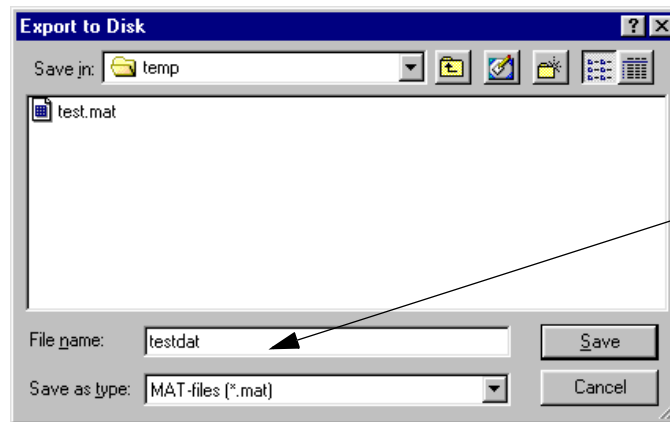 Export to Disk
Save in: temp
test.mat
File name: testdat Save
Save as type: MAT-files (*.mat) Cancel